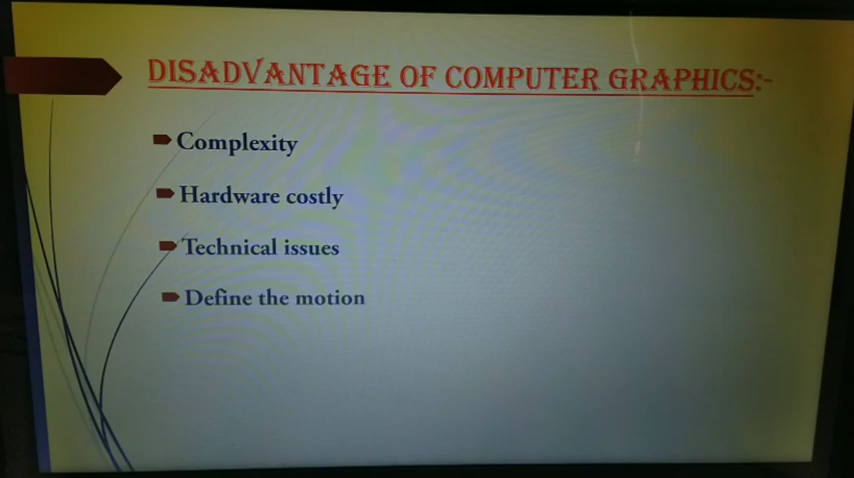 DISADVANTAGE OF COMPUTER GRAPHICS:-
Complexity
Hardware costly
Technical issues
Define the motion